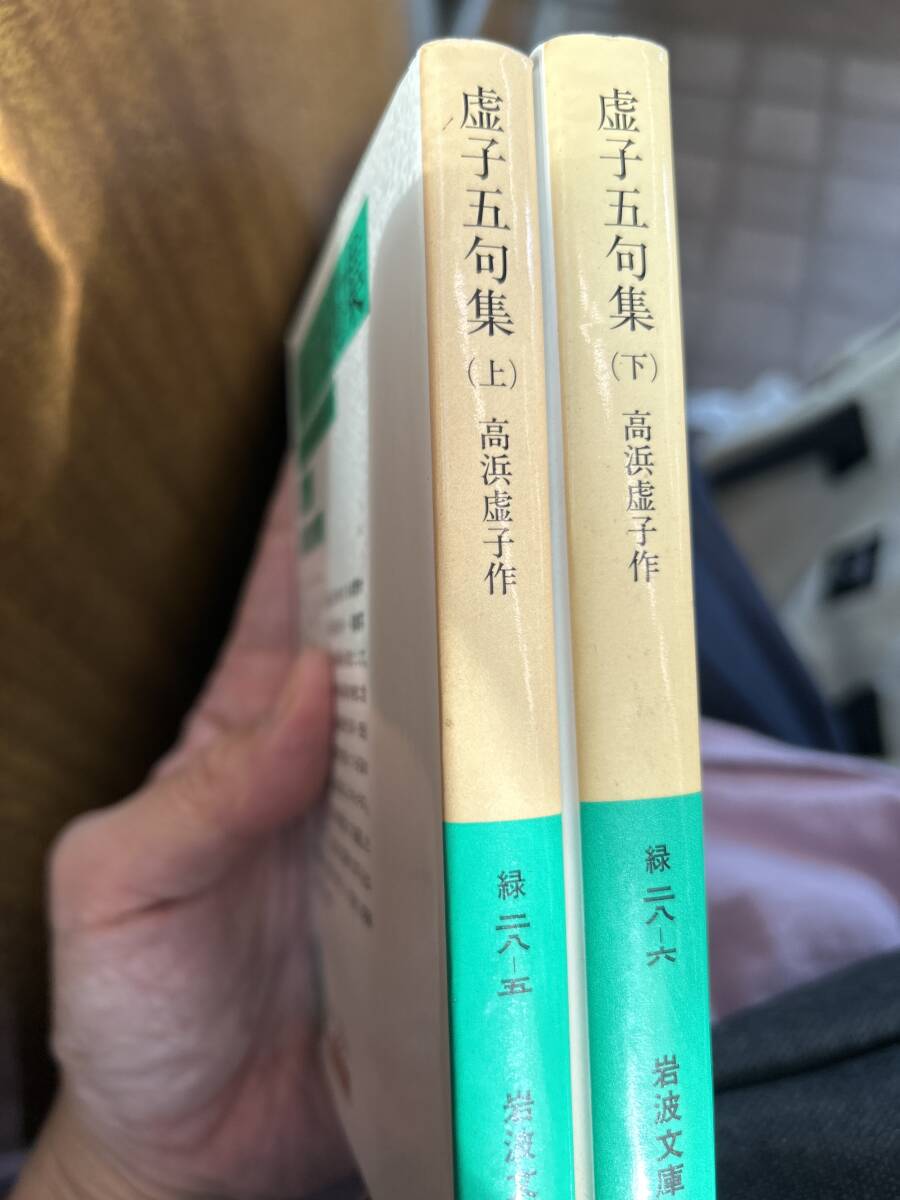 虚子五句集(上) 高浜虚子作
緑二八-五
岩波文
虚子五句集(下) 高浜虚子作
緑二八-六
岩波文庫